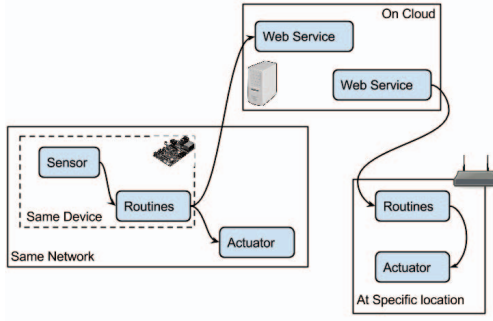 On Cloud
Web Service
Web Service
Sensor
Routines
Same Device
Actuator
Same Network
Routines
Actuator
At Specific location